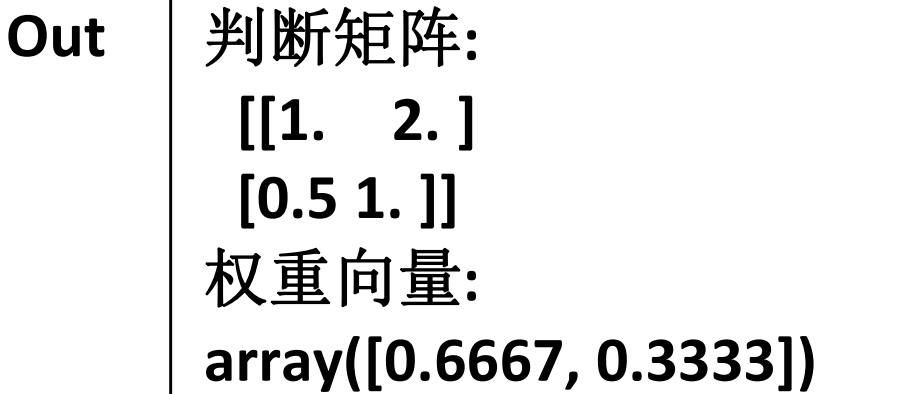 Out
判断矩阵:
[[1. 2. ]
[0.5 1. ]]
权重向量:
array([0.6667, 0.3333])